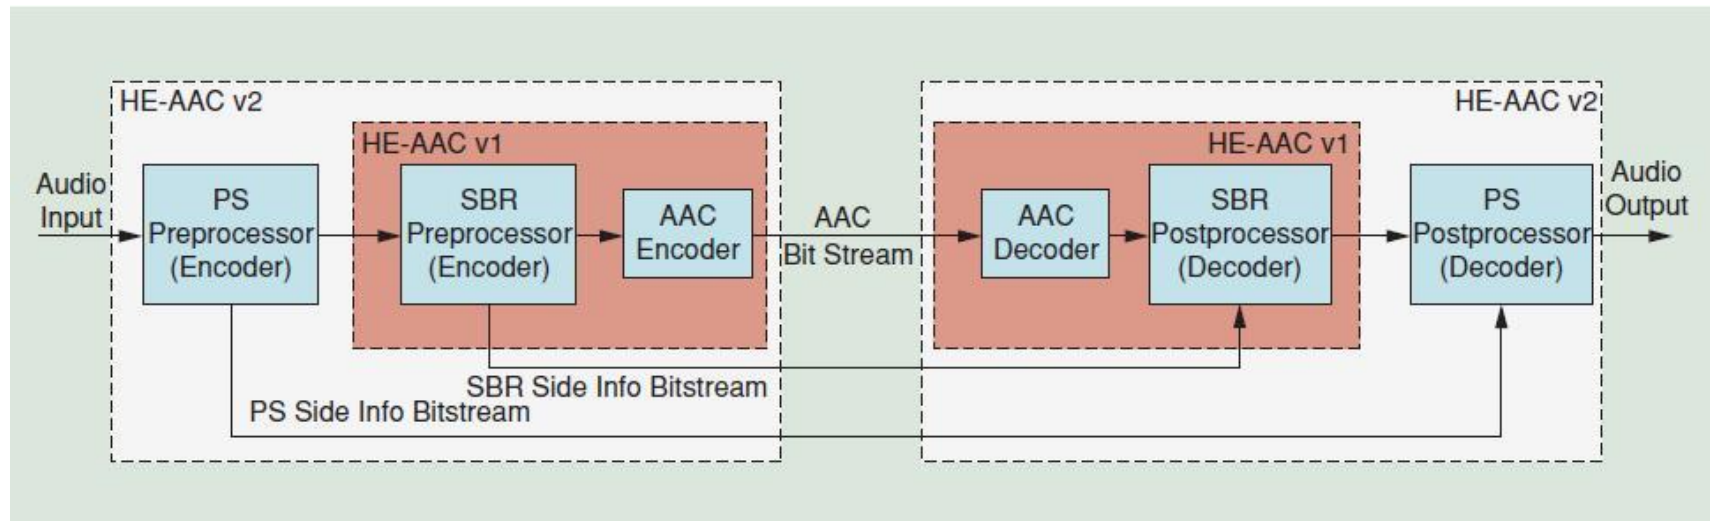 HE-AAC v2
HE-AAC v2
HE-AAC v1
HE-AAC v1
Audio
Input
PS
Preprocessor
(Encoder)
SBR
Preprocessor
(Encoder)
AAC
Encoder
AAC
Bit Stream
AAC
Decoder
SBR
Postprocessor
(Decoder)
PS
Postprocessor
(Decoder)
Audio
Output
SBR Side Info Bitstream
PS Side Info Bitstream